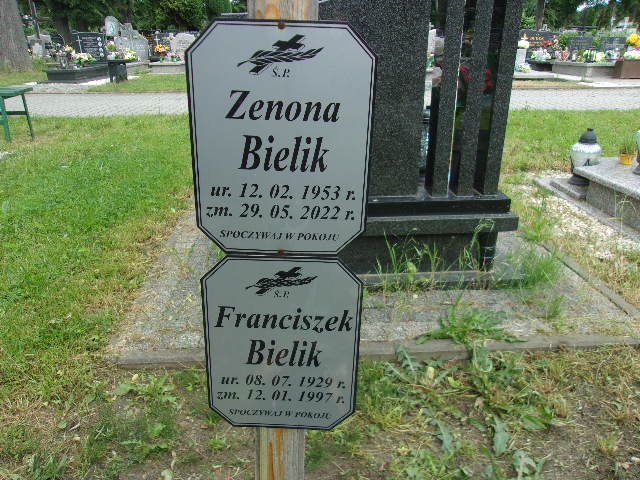 Ś.P.
Zenona
Bielik
ur. 12. 02. 1953 r.
zm. 29. 05. 2022 r.
SPOCZYWAJ W POKOJU
Ś.P.
Franciszek
Bielik
ur. 08. 07. 1929 r.
zm. 12. 01. 1997 r.
SPOCZYWAJ W POKOJU